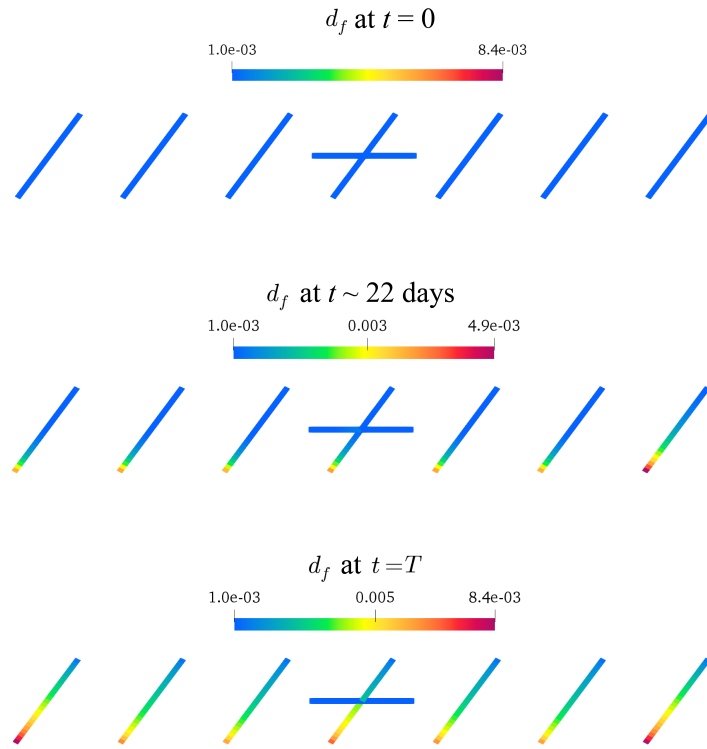 d_f at t = 0
1.0e-03 8.4e-03
d_f at t ~ 22 days
1.0e-03 0.003 4.9e-03
d_f at t = T
1.0e-03 0.005 8.4e-03